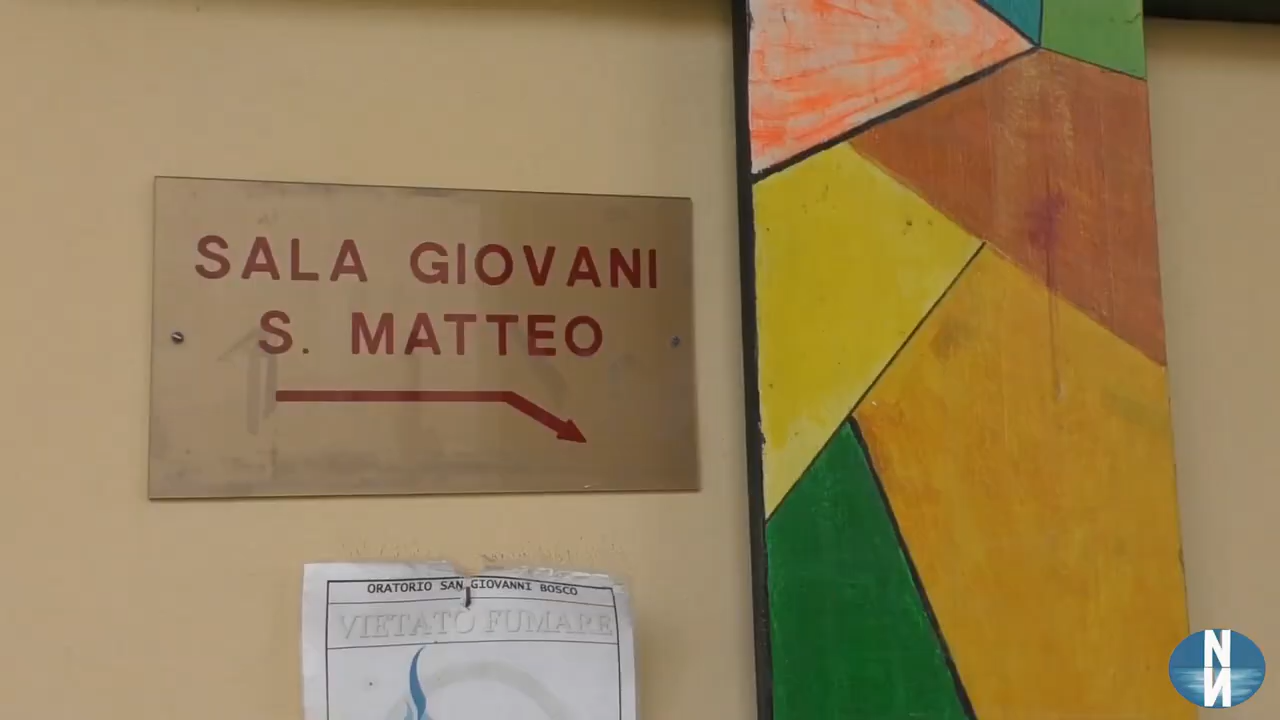 SALA GIOVANI
S. MATTEO
ORATORIO SAN GIOVANNI BOSCO
VIETATO FUMARE
N
N